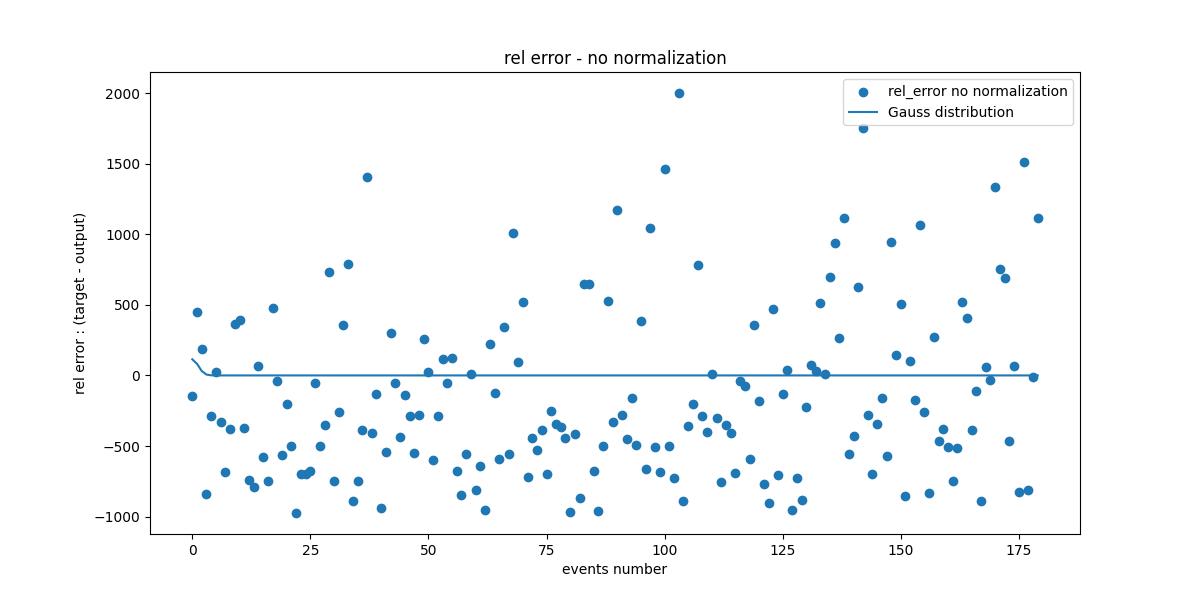 rel error - no normalization
rel_error no normalization
Gauss distribution
2000
1500
1000
500
0
−500
−1000
rel error : (target - output)
0 25 50 75 100 125 150 175
events number